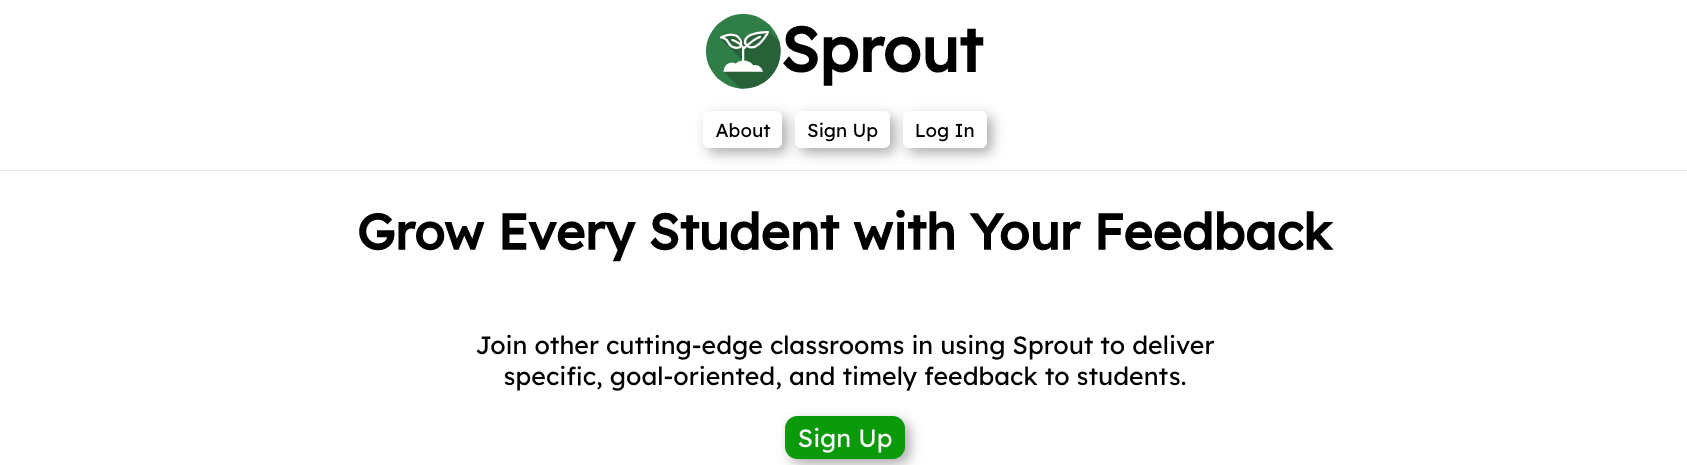 Sprout
About Sign Up Log In
Grow Every Student with Your Feedback
Join other cutting-edge classrooms in using Sprout to deliver
specific, goal-oriented, and timely feedback to students.
Sign Up